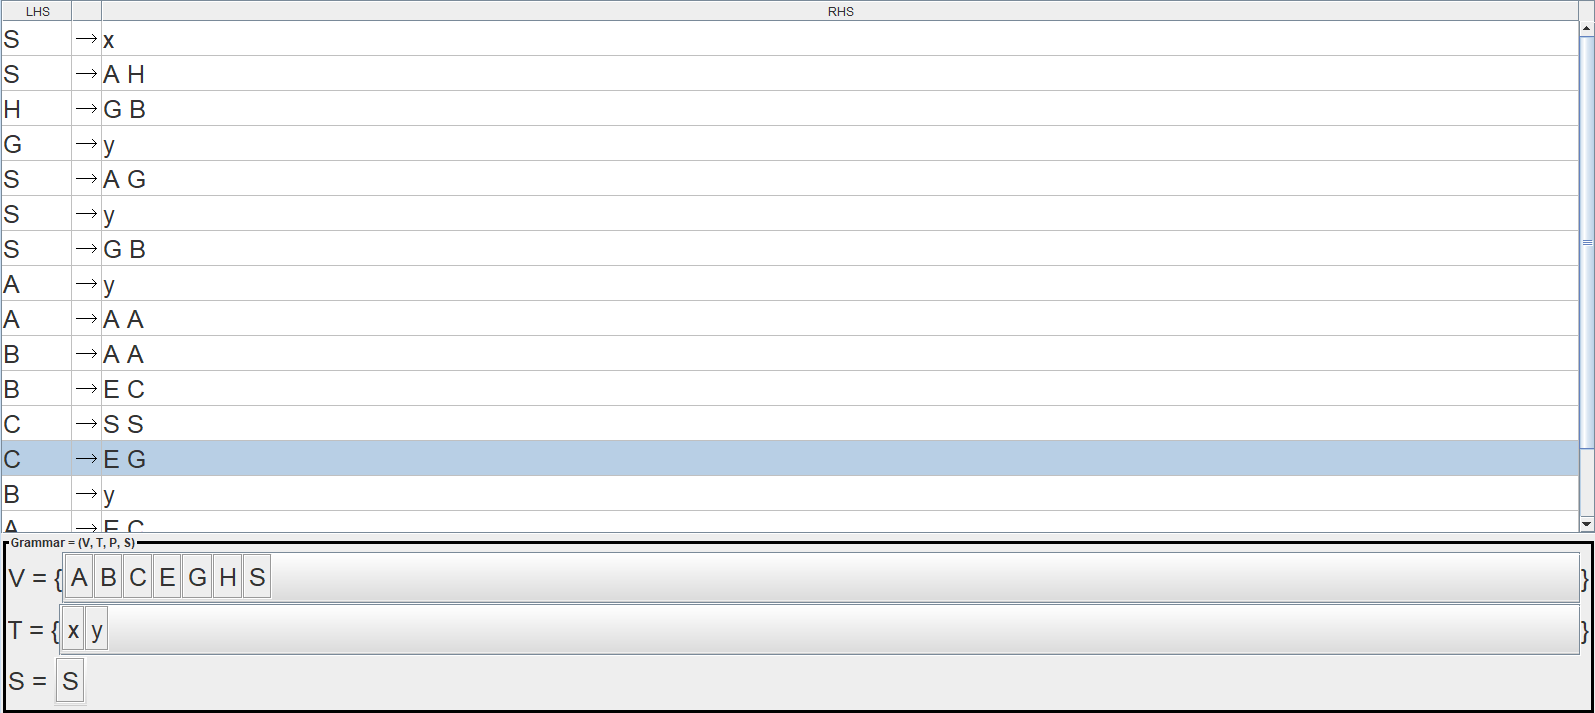 LHS RHS
S → x
S → A H
H → G B
G → y
S → A G
S → y
S → G B
A → y
A → A A
B → A A
B → E C
C → S S
C → E G
B → y
A → E C
Grammar = (V, T, P, S)
V = { A B C E G H S }
T = { x y }
S = S